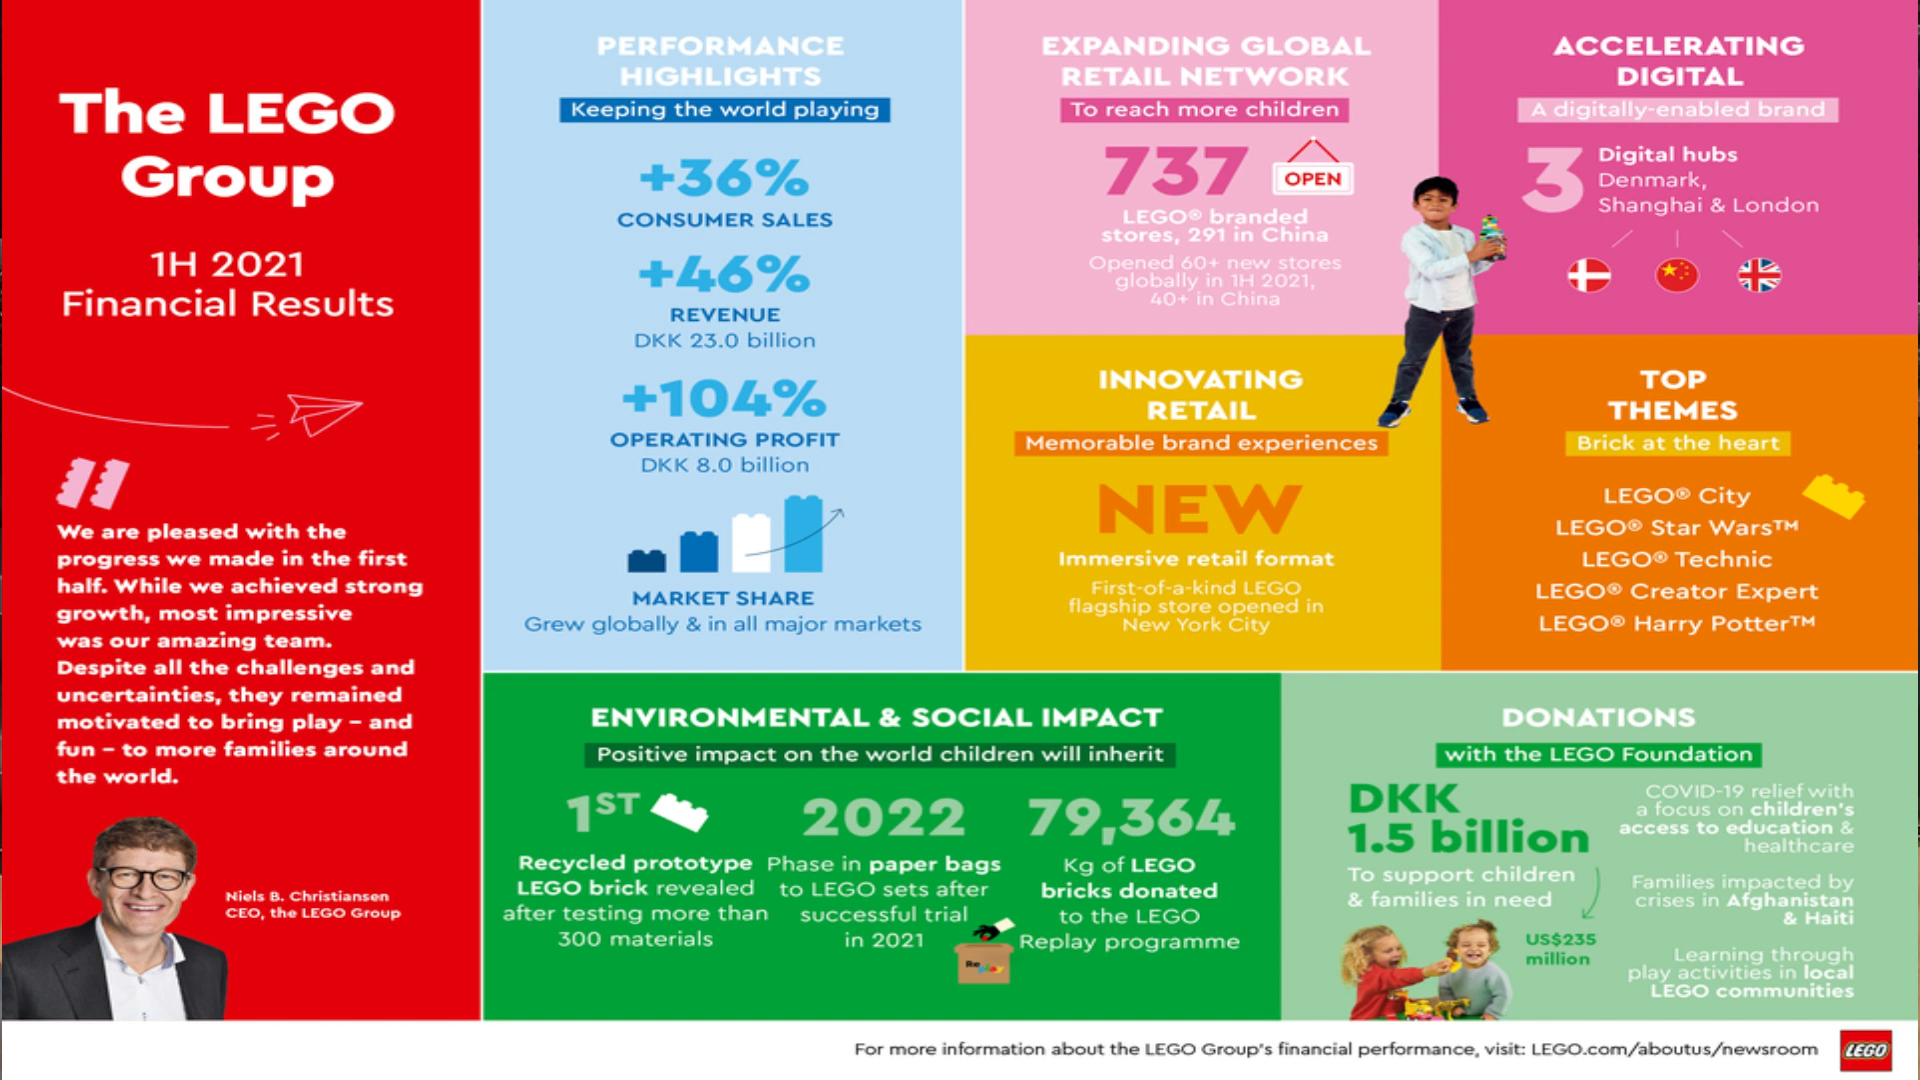 The LEGO
Group
1H 2021
Financial Results
We are pleased with the
progress we made in the first
half. While we achieved strong
growth, most impressive
was our amazing team.
Despite all the challenges and
uncertainties, they remained
motivated to bring play – and
fun – to more families around
the world.
Niels B. Christiansen
CEO, the LEGO Group
PERFORMANCE
HIGHLIGHTS
Keeping the world playing
+36%
CONSUMER SALES
+46%
REVENUE
DKK 23.0 billion
+104%
OPERATING PROFIT
DKK 8.0 billion
MARKET SHARE
Grew globally & in all major markets
EXPANDING GLOBAL
RETAIL NETWORK
To reach more children
737
OPEN
LEGO® branded
stores, 291 in China
Opened 60+ new stores
globally in 1H 2021,
40+ in China
ACCELERATING
DIGITAL
A digitally-enabled brand
3
Digital hubs
Denmark,
Shanghai & London
INNOVATING
RETAIL
Memorable brand experiences
NEW
Immersive retail format
First-of-a-kind LEGO
flagship store opened in
New York City
TOP
THEMES
Brick at the heart
LEGO® City
LEGO® Star Wars™
LEGO® Technic
LEGO® Creator Expert
LEGO® Harry Potter™
ENVIRONMENTAL & SOCIAL IMPACT
Positive impact on the world children will inherit
1ST
Recycled prototype
LEGO brick revealed
after testing more than
300 materials
2022
Phase in paper bags
to LEGO sets after
successful trial
in 2021
79,364
Kg of LEGO
bricks donated
to the LEGO
Replay programme
Re
play
DONATIONS
with the LEGO Foundation
DKK
1.5 billion
To support children
& families in need
US$235
million
COVID-19 relief with
a focus on children's
access to education &
healthcare
Families impacted by
crises in Afghanistan
& Haiti
Learning through
play activities in local
LEGO communities
For more information about the LEGO Group's financial performance, visit: LEGO.com/aboutus/newsroom
LEGO